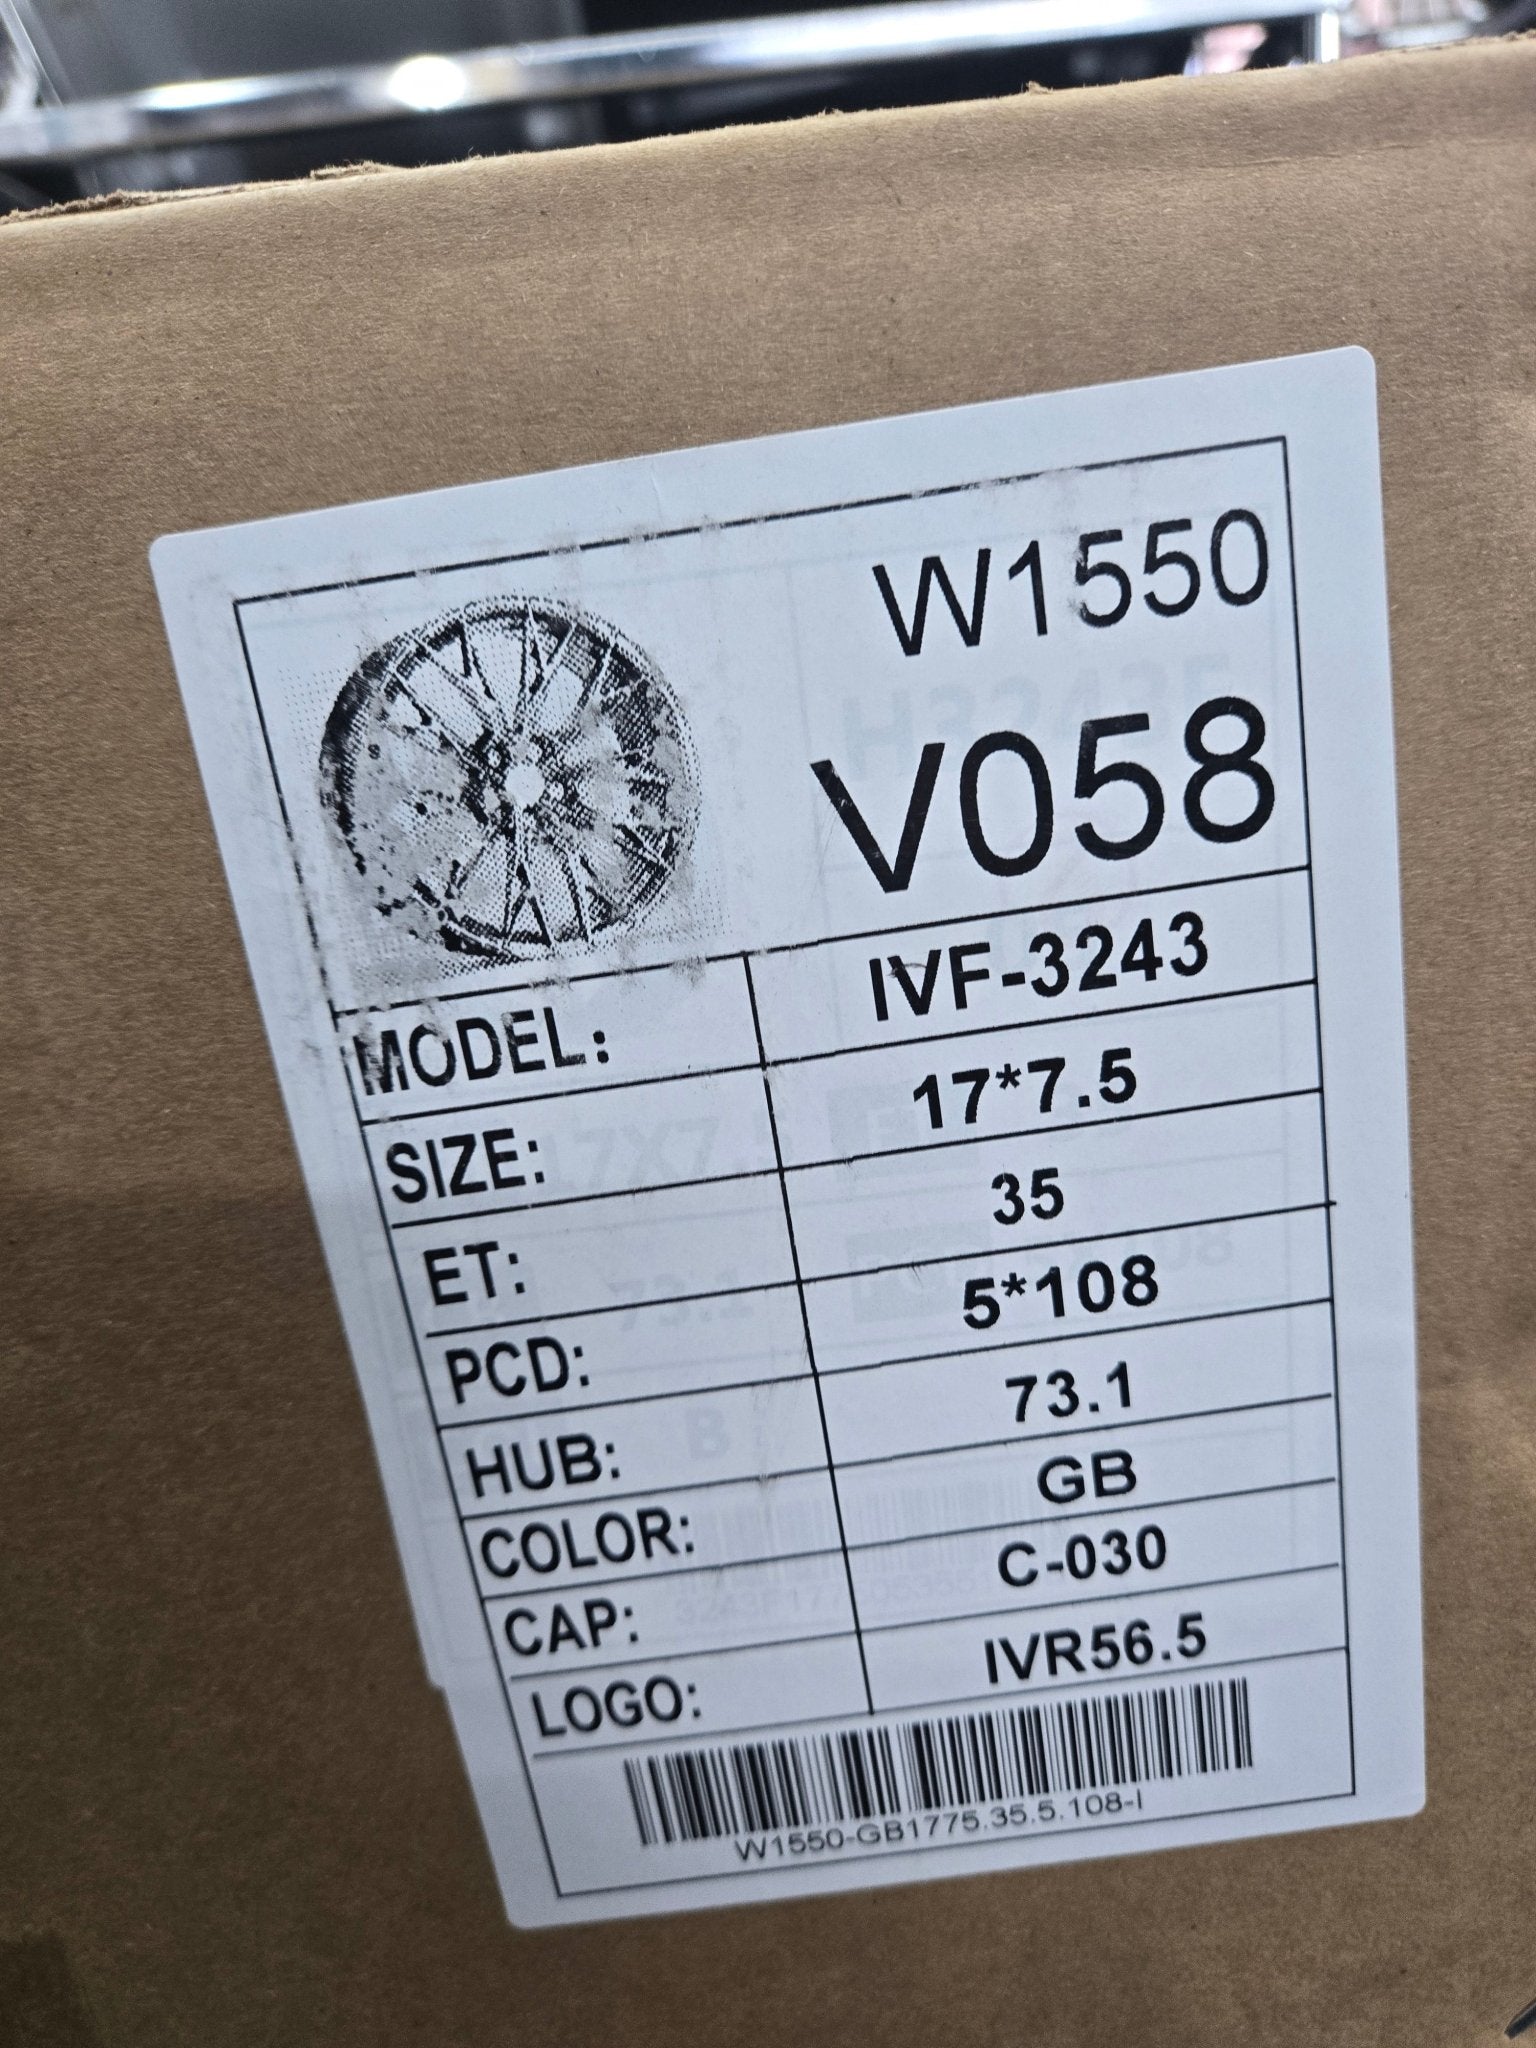 W1550
V058
MODEL: IVF-3243
SIZE: 17*7.5
ET: 35
PCD: 5*108
HUB: 73.1
COLOR: GB
CAP: C-030
LOGO: IVR56.5
W1550-GB1775.35.5.108-I